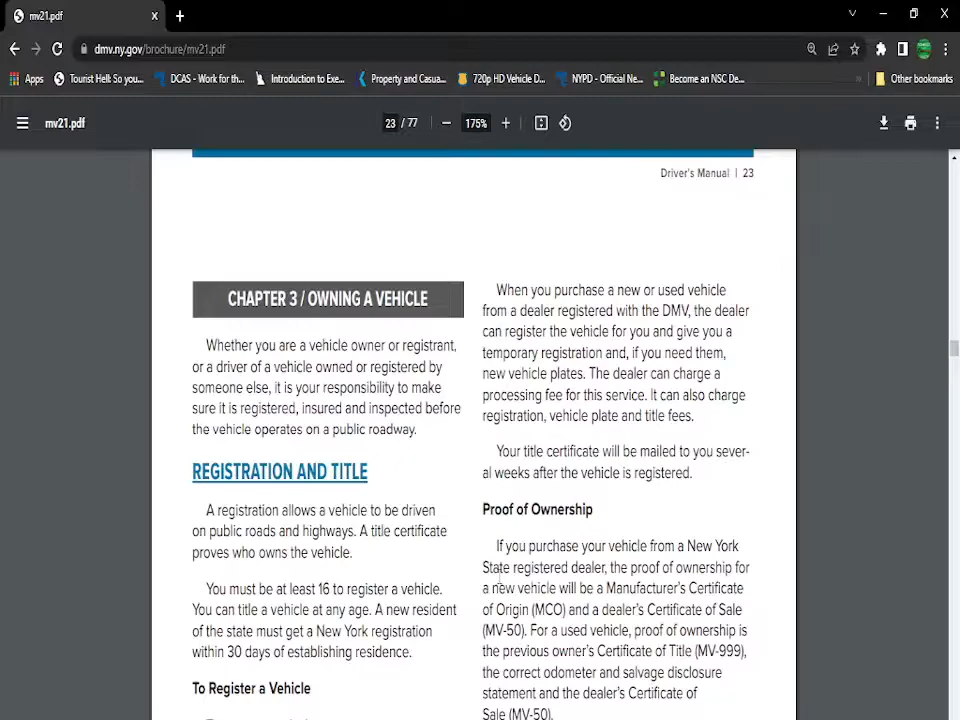 mv21.pdf
dmv.ny.gov/brochure/mv21.pdf
Apps
Tourist Help: So you...
DCAS - Work for th...
Introduction to Exe...
Property and Casua...
720p HD Vehicle D...
NYPD - Official Ne...
Become an NSC De...
Other bookmarks
mv21.pdf
23 / 77
175%
Driver's Manual | 23
CHAPTER 3 / OWNING A VEHICLE
Whether you are a vehicle owner or registrant,
or a driver of a vehicle owned or registered by
someone else, it is your responsibility to make
sure it is registered, insured and inspected before
the vehicle operates on a public roadway.
REGISTRATION AND TITLE
A registration allows a vehicle to be driven
on public roads and highways. A title certificate
proves who owns the vehicle.
You must be at least 16 to register a vehicle.
You can title a vehicle at any age. A new resident
of the state must get a New York registration
within 30 days of establishing residence.
To Register a Vehicle
When you purchase a new or used vehicle
from a dealer registered with the DMV, the dealer
can register the vehicle for you and give you a
temporary registration and, if you need them,
new vehicle plates. The dealer can charge a
processing fee for this service. It can also charge
registration, vehicle plate and title fees.
Your title certificate will be mailed to you sever-
al weeks after the vehicle is registered.
Proof of Ownership
If you purchase your vehicle from a New York
State registered dealer, the proof of ownership for
a new vehicle will be a Manufacturer's Certificate
of Origin (MCO) and a dealer's Certificate of Sale
(MV-50). For a used vehicle, proof of ownership is
the previous owner's Certificate of Title (MV-999),
the correct odometer and salvage disclosure
statement and the dealer's Certificate of
Sale (MV-50).